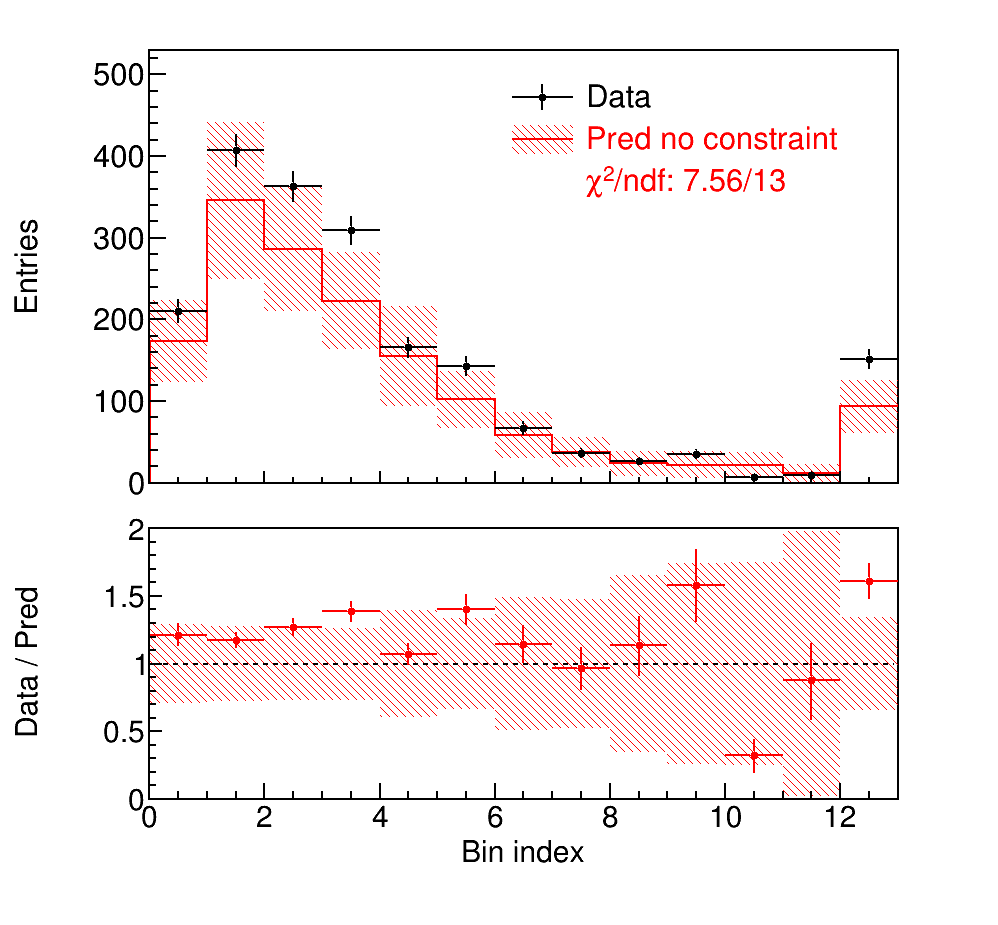 500
400
300
200
100
0
Entries
Data
Pred no constraint
χ²/ndf: 7.56/13
2
1.5
1
0.5
0
Data / Pred
0 2 4 6 8 10 12
Bin index